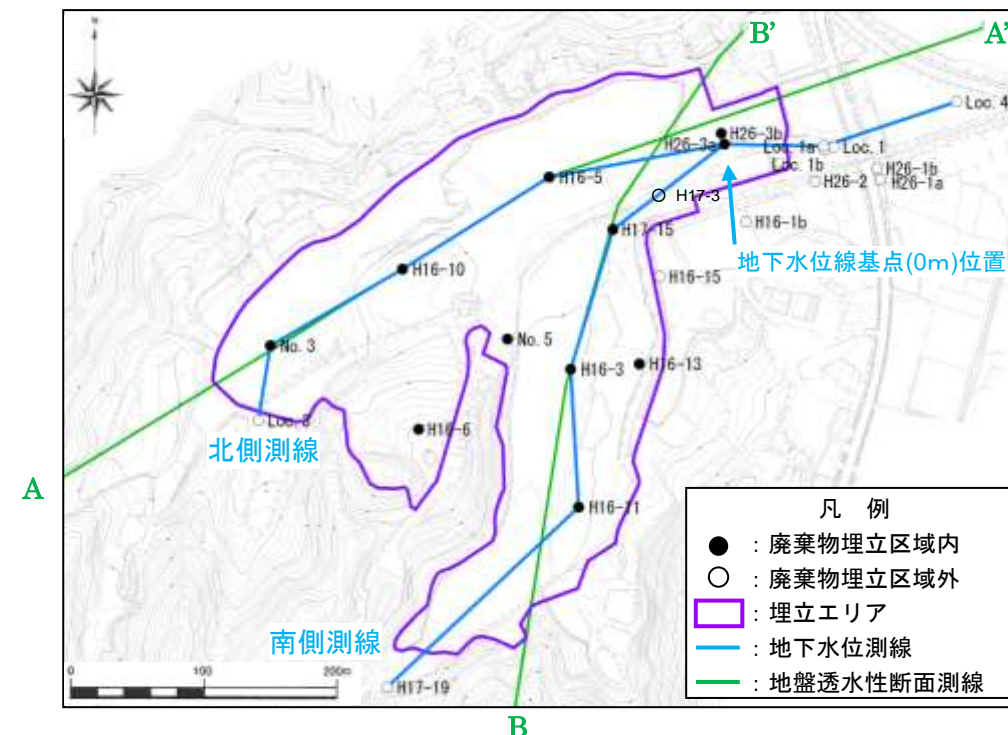 B'
A'
Loc. 4
H26-3b
H26-3a
Loc. 1a
Loc. 1
Loc. 1b
H26-1b
H26-2
H26-1a
H16-5
H17-3
H16-1b
H17-15
地下水位線基点(0m)位置
H16-10
H16-15
No. 3
No. 5
H16-3
H16-13
Loc. 3
H16-6
北側測線
A
H16-11
南側測線
H17-19
0
100
200m
B
凡 例
：廃棄物埋立区域内
：廃棄物埋立区域外
：埋立エリア
：地下水位測線
：地盤透水性断面測線